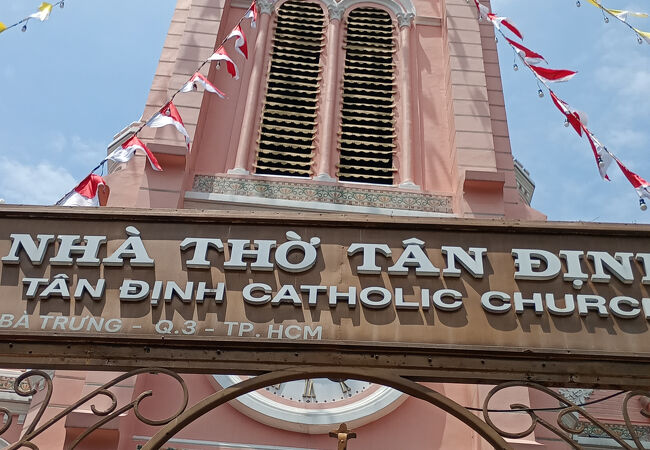 NHÀ THỜ TÂN ĐỊNH
TÂN ĐỊNH CATHOLIC CHURCH
BÀ TRƯNG - Q.3 - TP. HCM